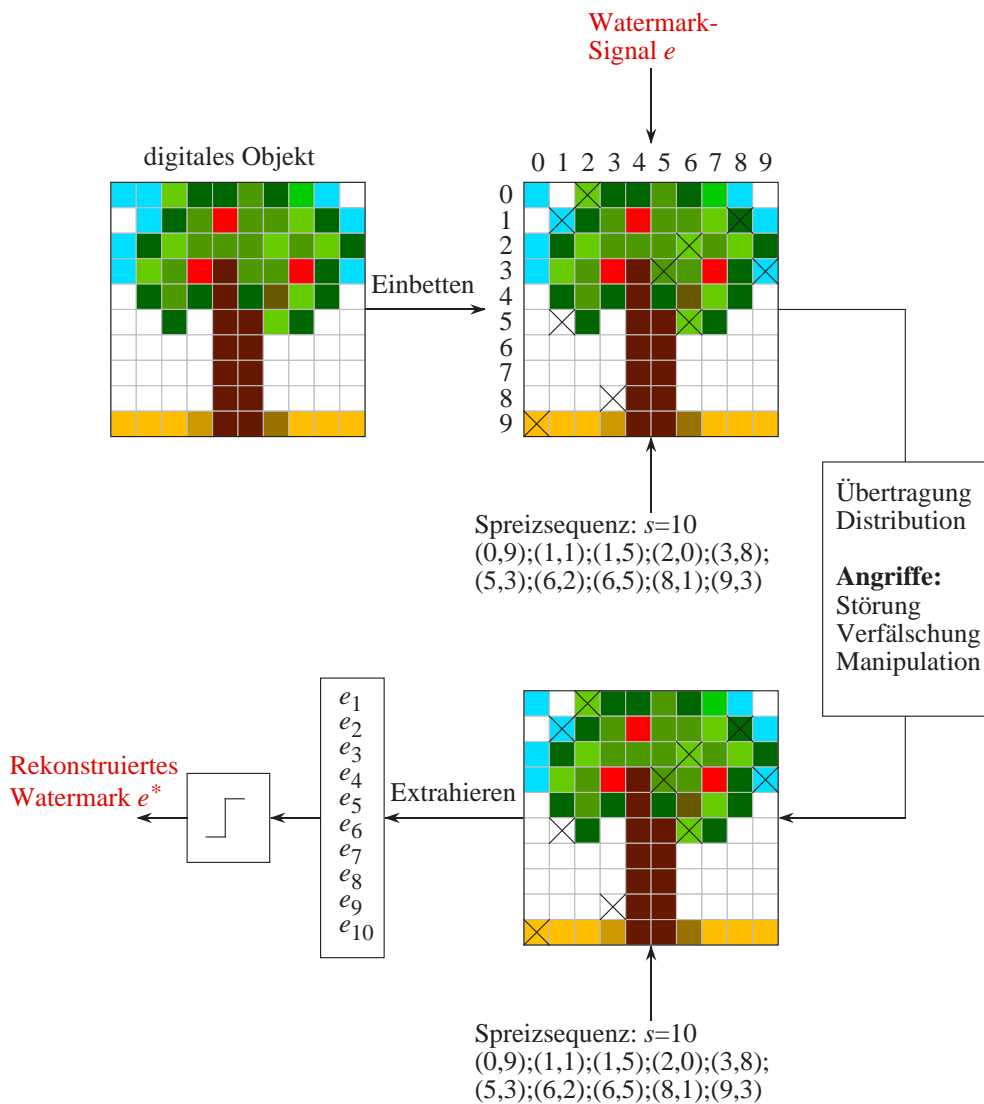 Watermark-
Signal e
digitales Objekt
0 1 2 3 4 5 6 7 8 9
0
1
2
3
4
5
6
7
8
9
Einbetten
Spreizsequenz: s=10
(0,9);(1,1);(1,5);(2,0);(3,8);
(5,3);(6,2);(6,5);(8,1);(9,3)
Übertragung
Distribution
Angriffe:
Störung
Verfälschung
Manipulation
Rekonstruiertes
Watermark e*
e1
e2
e3
e4
e5
e6
e7
e8
e9
e10
Extrahieren
Spreizsequenz: s=10
(0,9);(1,1);(1,5);(2,0);(3,8);
(5,3);(6,2);(6,5);(8,1);(9,3)